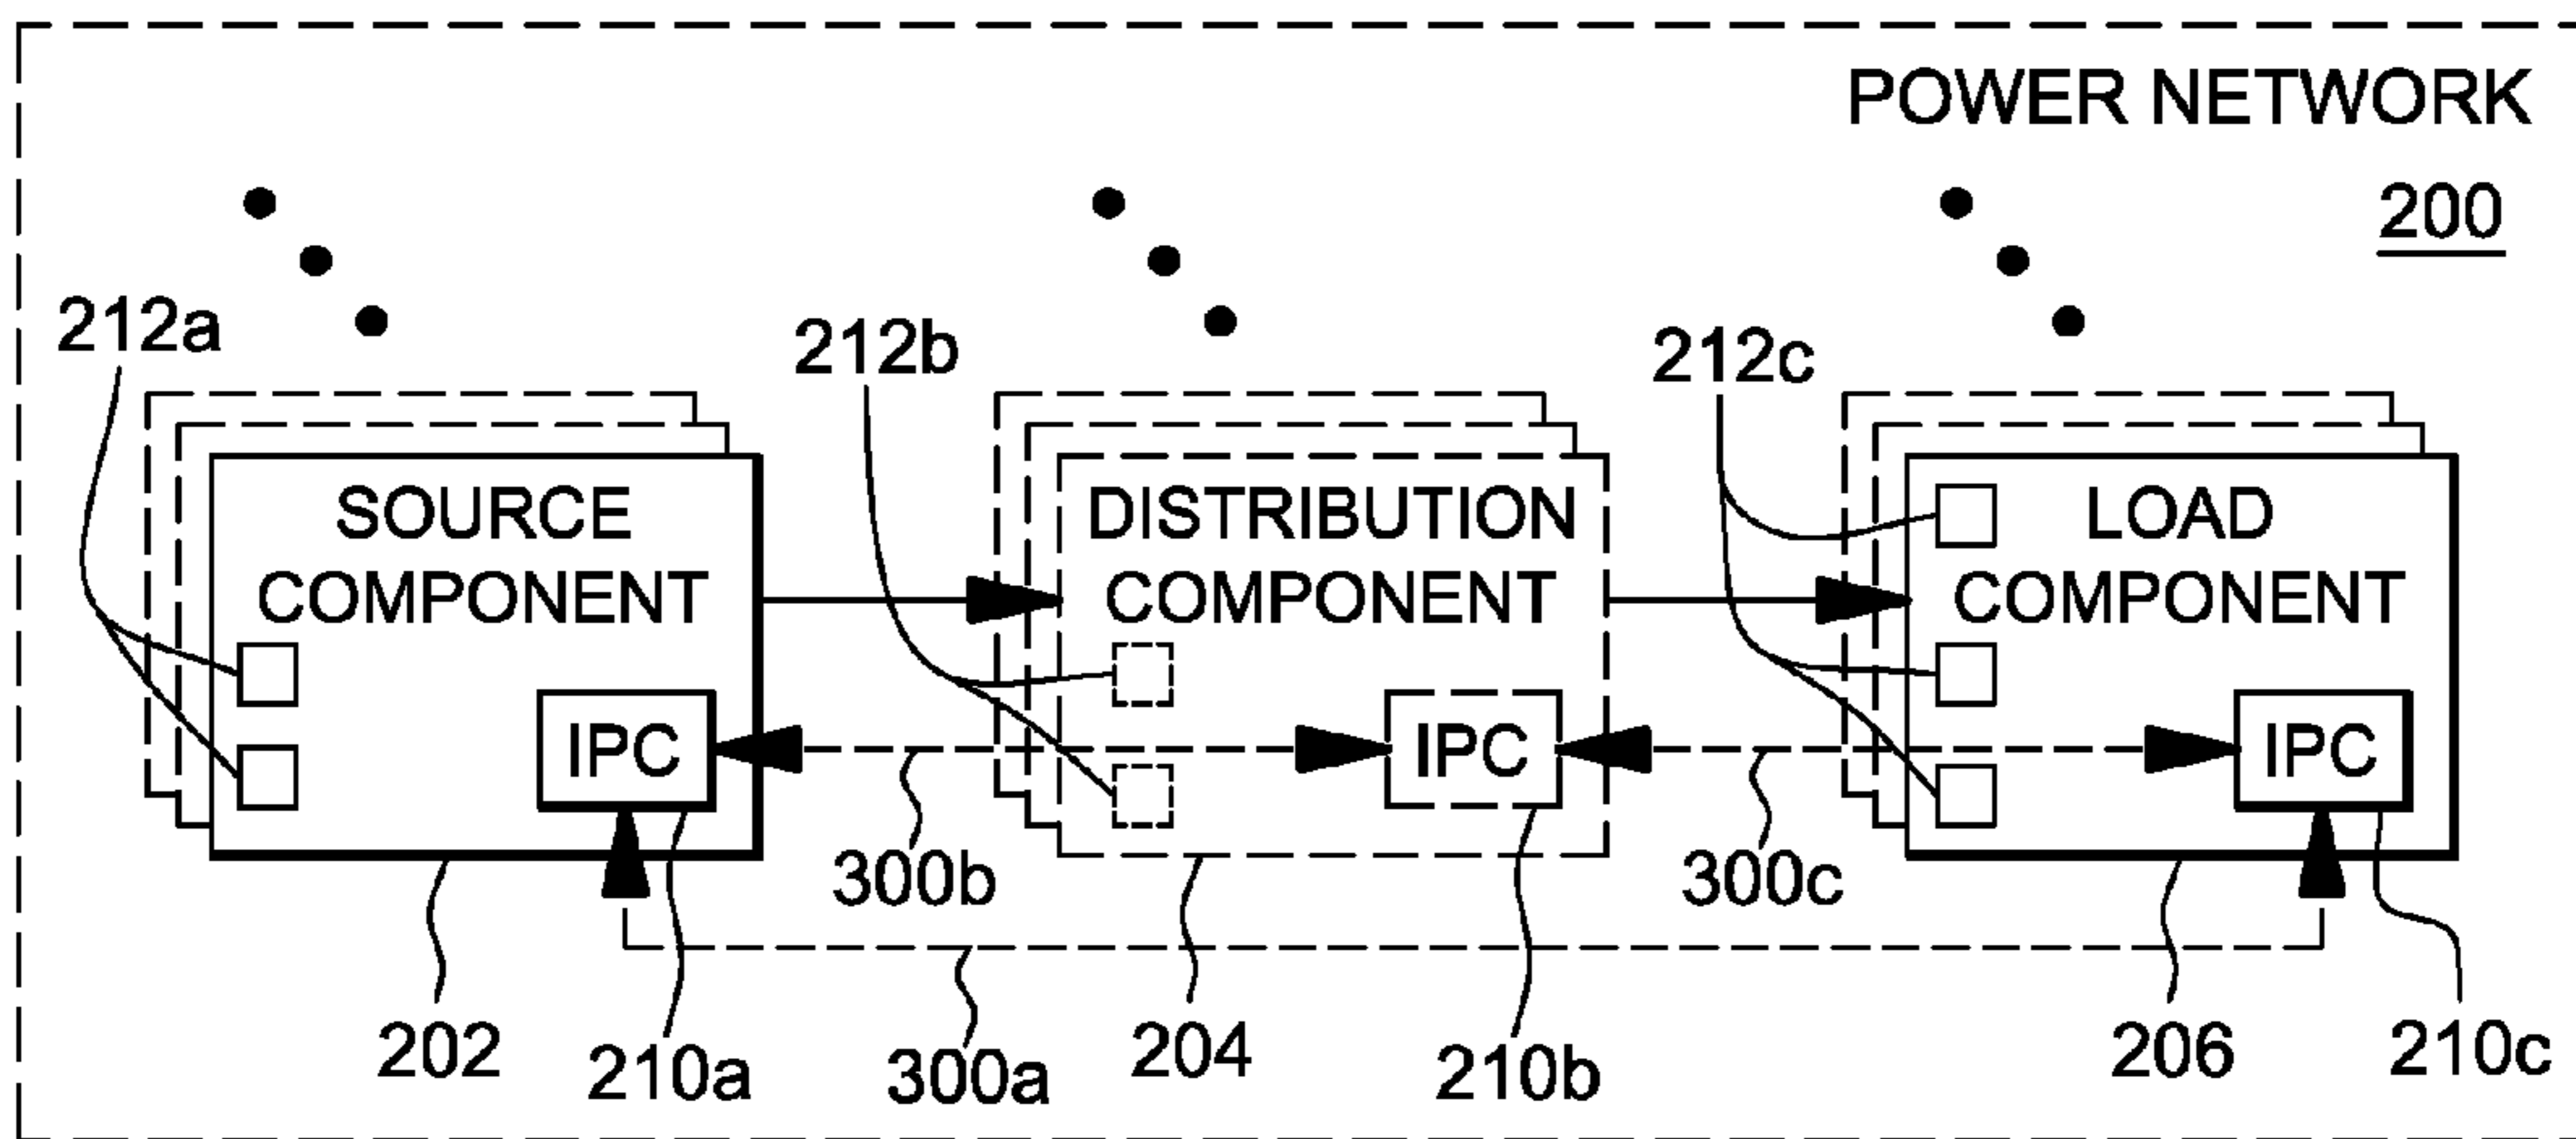 POWER NETWORK
200
212a
212b
212c
SOURCE
COMPONENT
DISTRIBUTION
COMPONENT
LOAD
COMPONENT
IPC
IPC
IPC
300b
300c
202
210a
300a
204
210b
206
210c